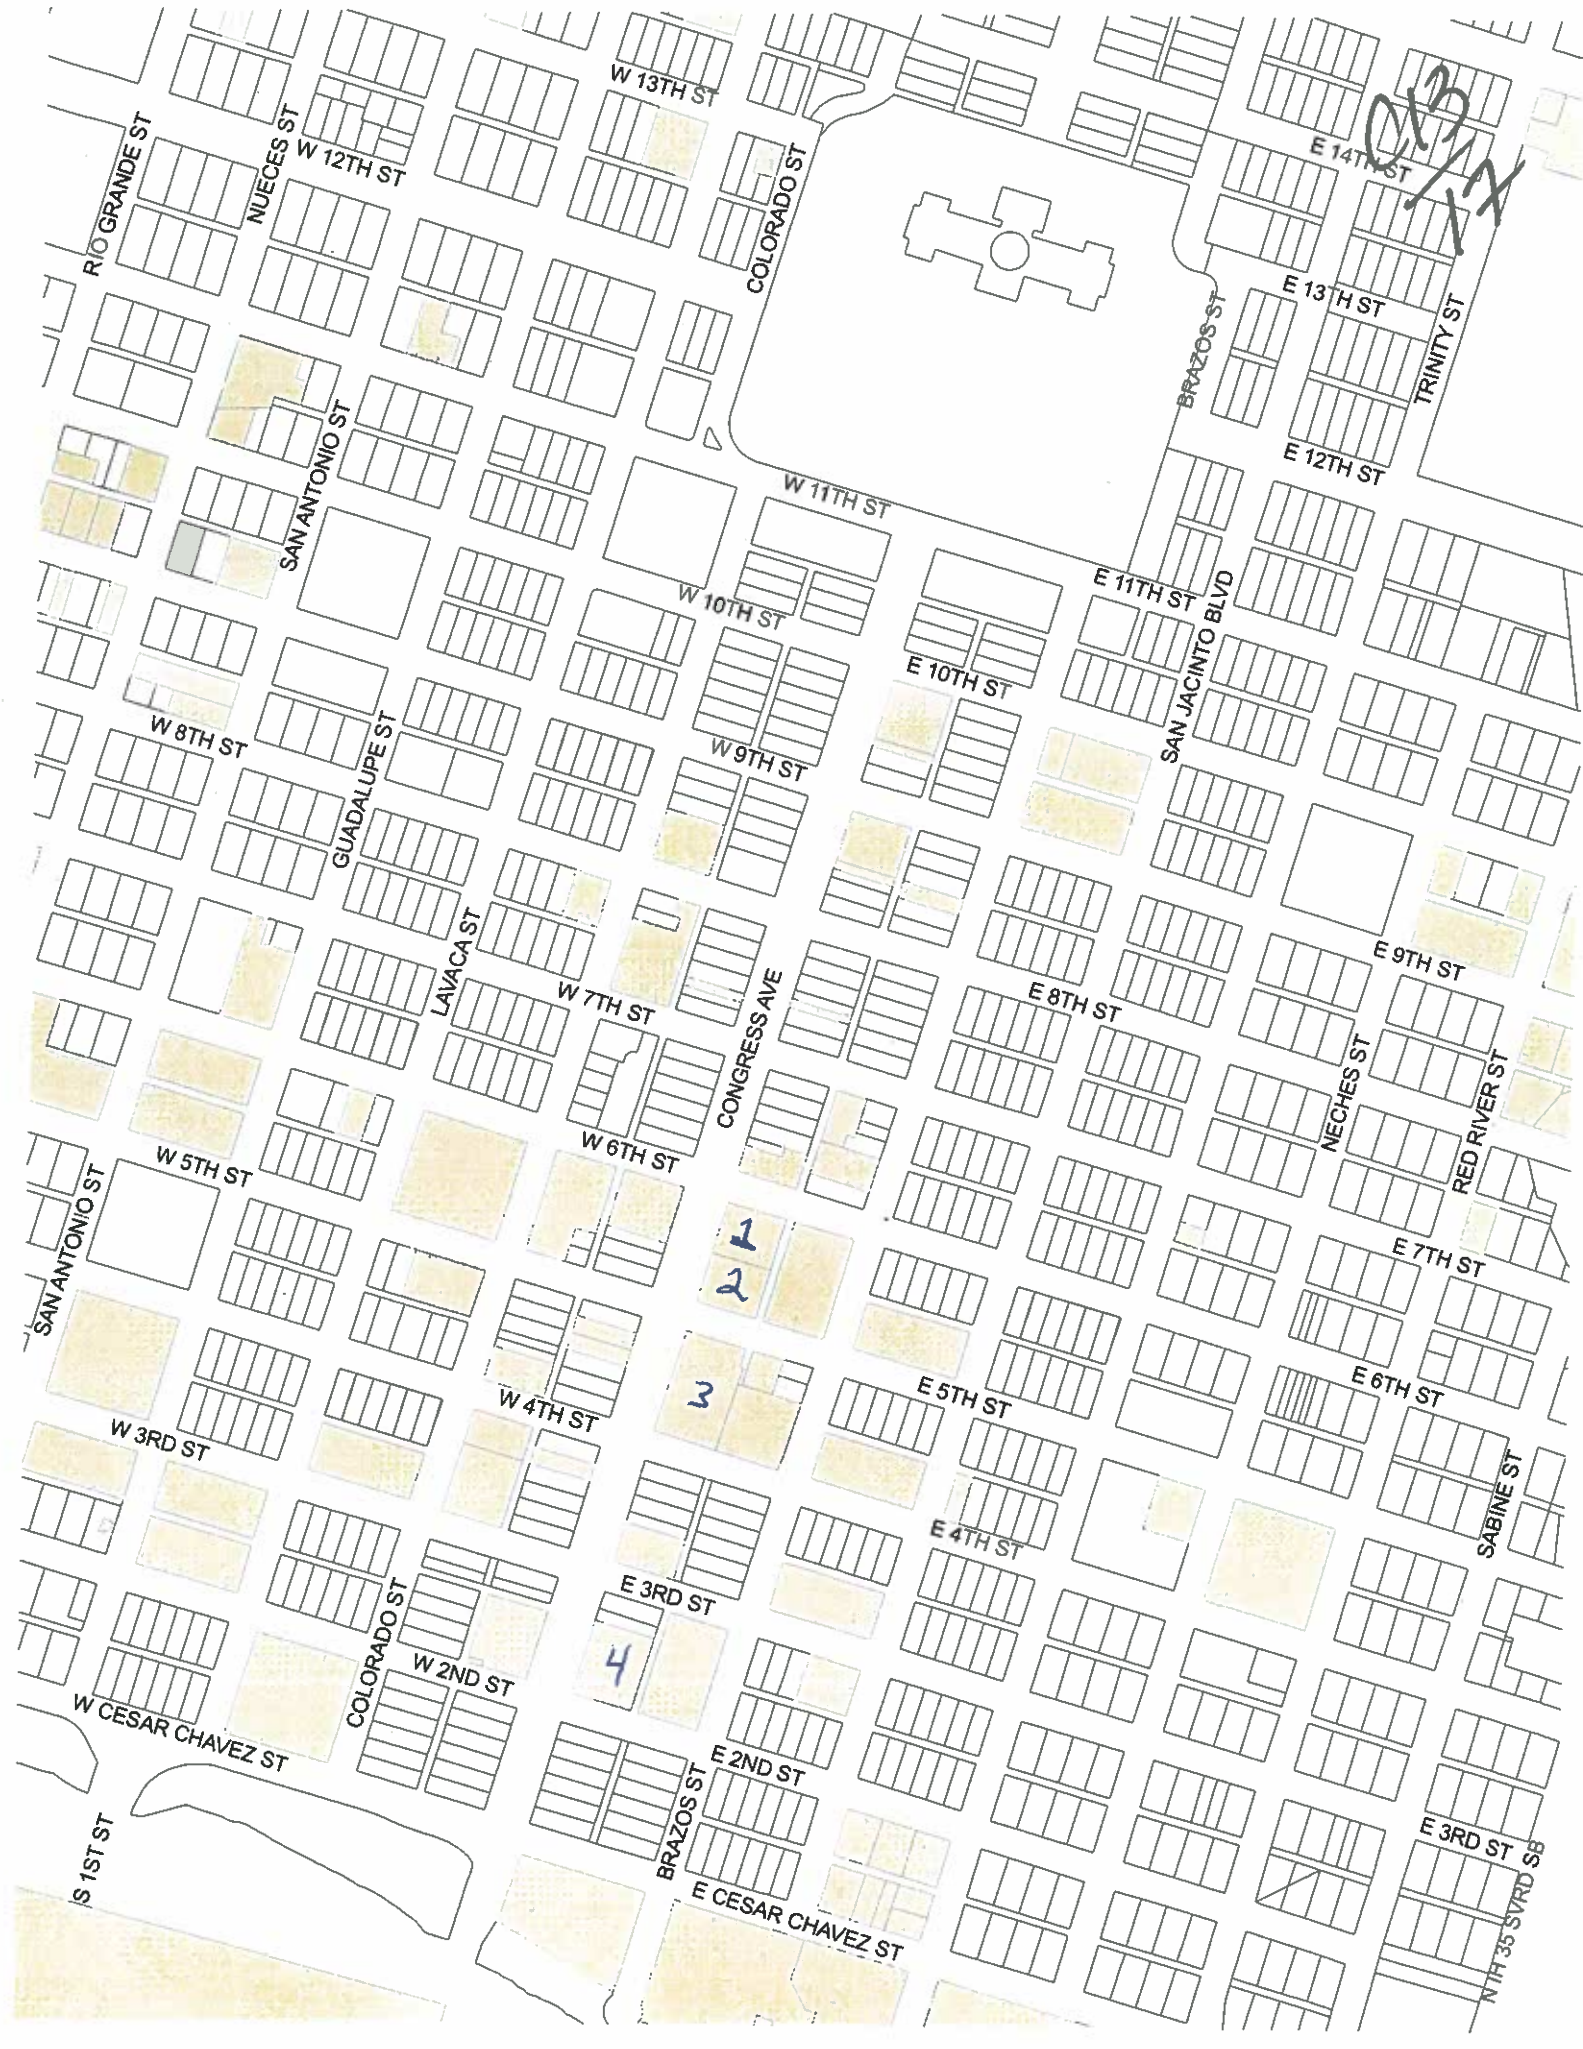 W 13TH ST
C13
/17
E 14TH ST
RIO GRANDE ST
NUECES ST
W 12TH ST
COLORADO ST
E 13TH ST
BRAZOS ST
TRINITY ST
E 12TH ST
SAN ANTONIO ST
W 11TH ST
E 11TH ST
W 10TH ST
SAN JACINTO BLVD
E 10TH ST
W 8TH ST
GUADALUPE ST
W 9TH ST
LAVACA ST
E 9TH ST
W 7TH ST
CONGRESS AVE
E 8TH ST
NECHES ST
RED RIVER ST
W 6TH ST
W 5TH ST
SAN ANTONIO ST
1
2
E 7TH ST
3
E 5TH ST
E 6TH ST
W 4TH ST
W 3RD ST
SABINE ST
E 4TH ST
E 3RD ST
COLORADO ST
4
W 2ND ST
W CESAR CHAVEZ ST
E 2ND ST
BRAZOS ST
S 1ST ST
E 3RD ST
E CESAR CHAVEZ ST
N IH 35 SVRD SB